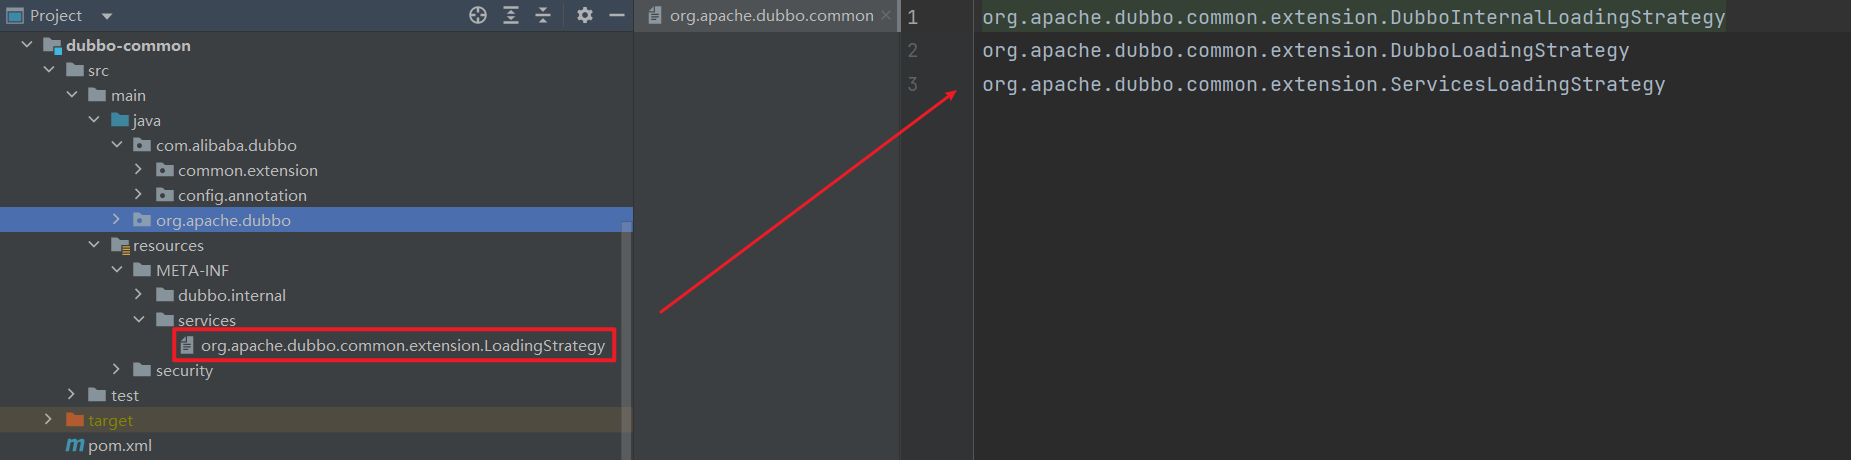 Project
dubbo-common
src
main
java
com.alibaba.dubbo
common.extension
config.annotation
org.apache.dubbo
resources
META-INF
dubbo.internal
services
org.apache.dubbo.common.extension.LoadingStrategy
security
test
target
m pom.xml
org.apache.dubbo.common
1 org.apache.dubbo.common.extension.DubboInternalLoadingStrategy
2 org.apache.dubbo.common.extension.DubboLoadingStrategy
3 org.apache.dubbo.common.extension.ServicesLoadingStrategy